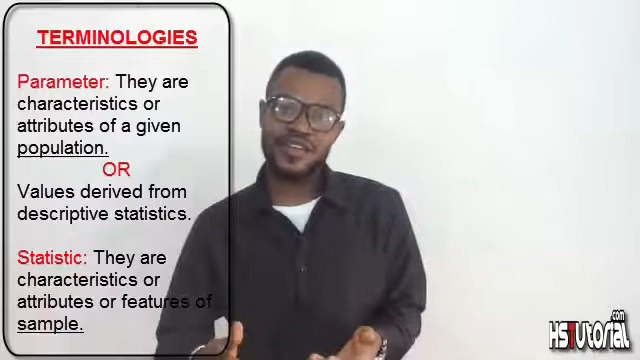 TERMINOLOGIES
Parameter: They are
characteristics or
attributes of a given
population.
OR
Values derived from
descriptive statistics.
Statistic: They are
characteristics or
attributes or features of
sample.
HSTutorial
.com